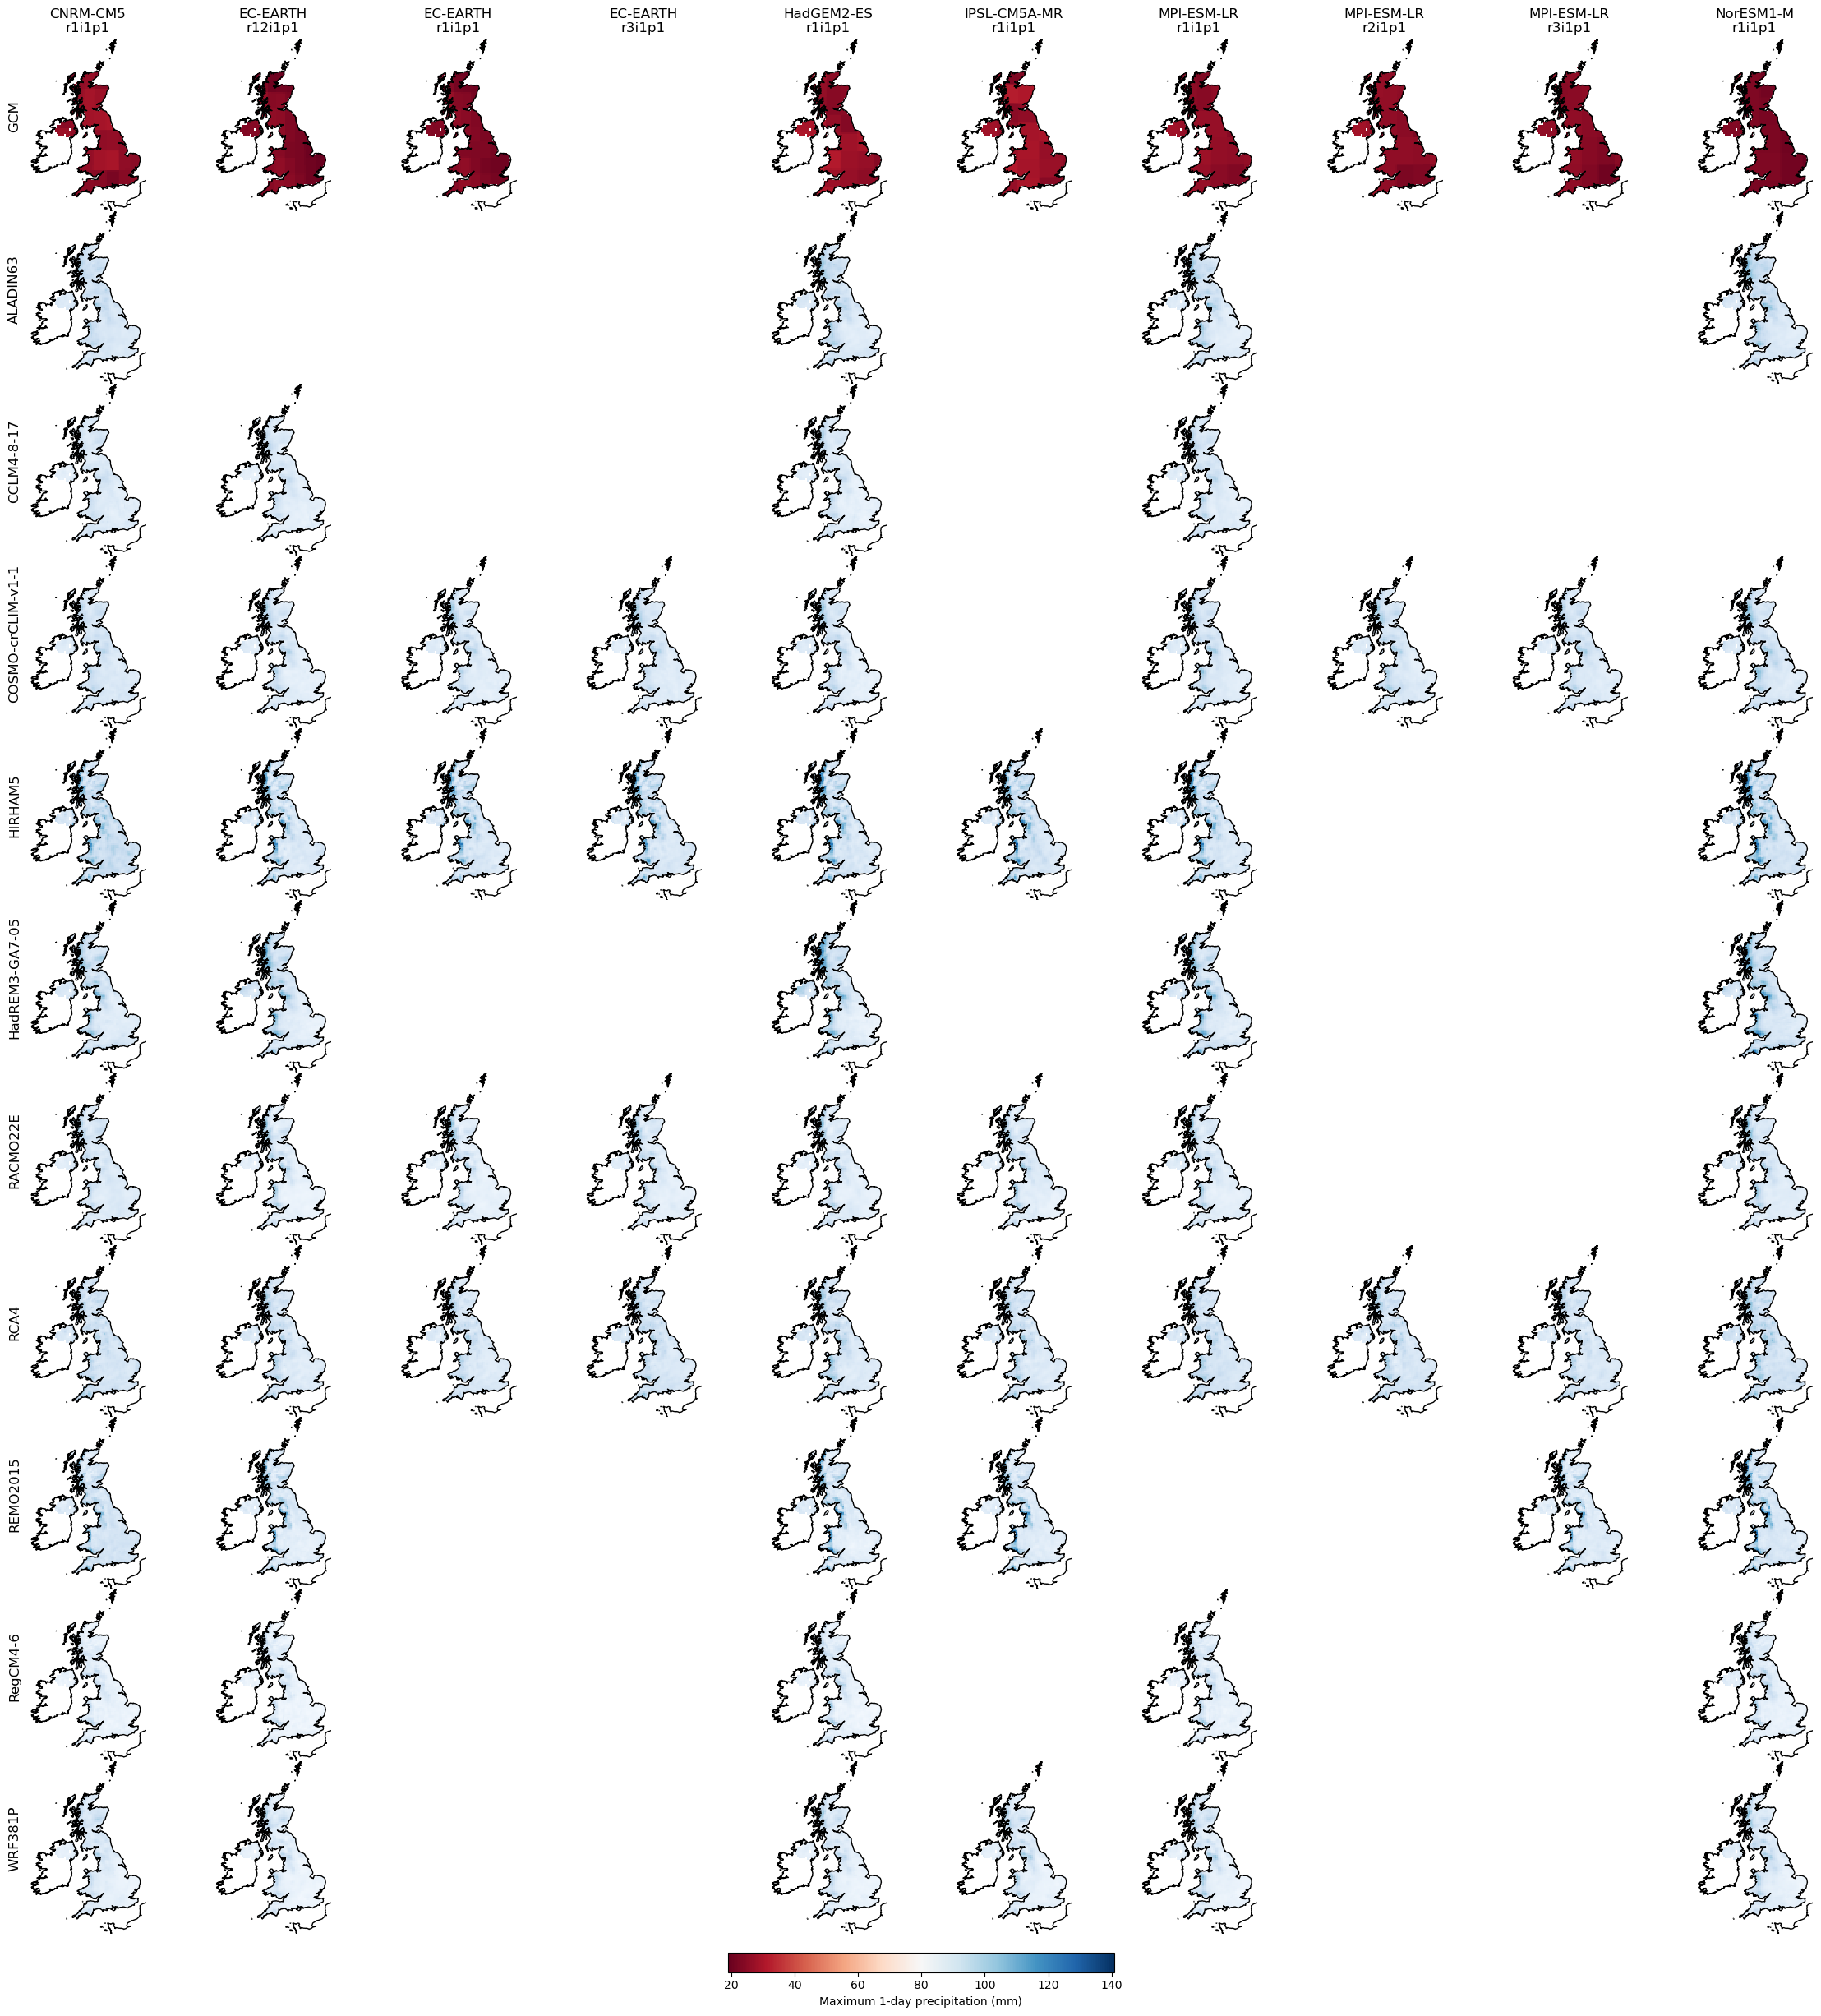 CNRM-CM5
r1i1p1
EC-EARTH
r12i1p1
EC-EARTH
r1i1p1
EC-EARTH
r3i1p1
HadGEM2-ES
r1i1p1
IPSL-CM5A-MR
r1i1p1
MPI-ESM-LR
r1i1p1
MPI-ESM-LR
r2i1p1
MPI-ESM-LR
r3i1p1
NorESM1-M
r1i1p1
GCM
ALADIN63
CCLM4-8-17
COSMO-crCLIM-v1-1
HIRHAM5
HadREM3-GA7-05
RACMO22E
RCA4
REMO2015
RegCM4-6
WRF381P
20 40 60 80 100 120 140
Maximum 1-day precipitation (mm)